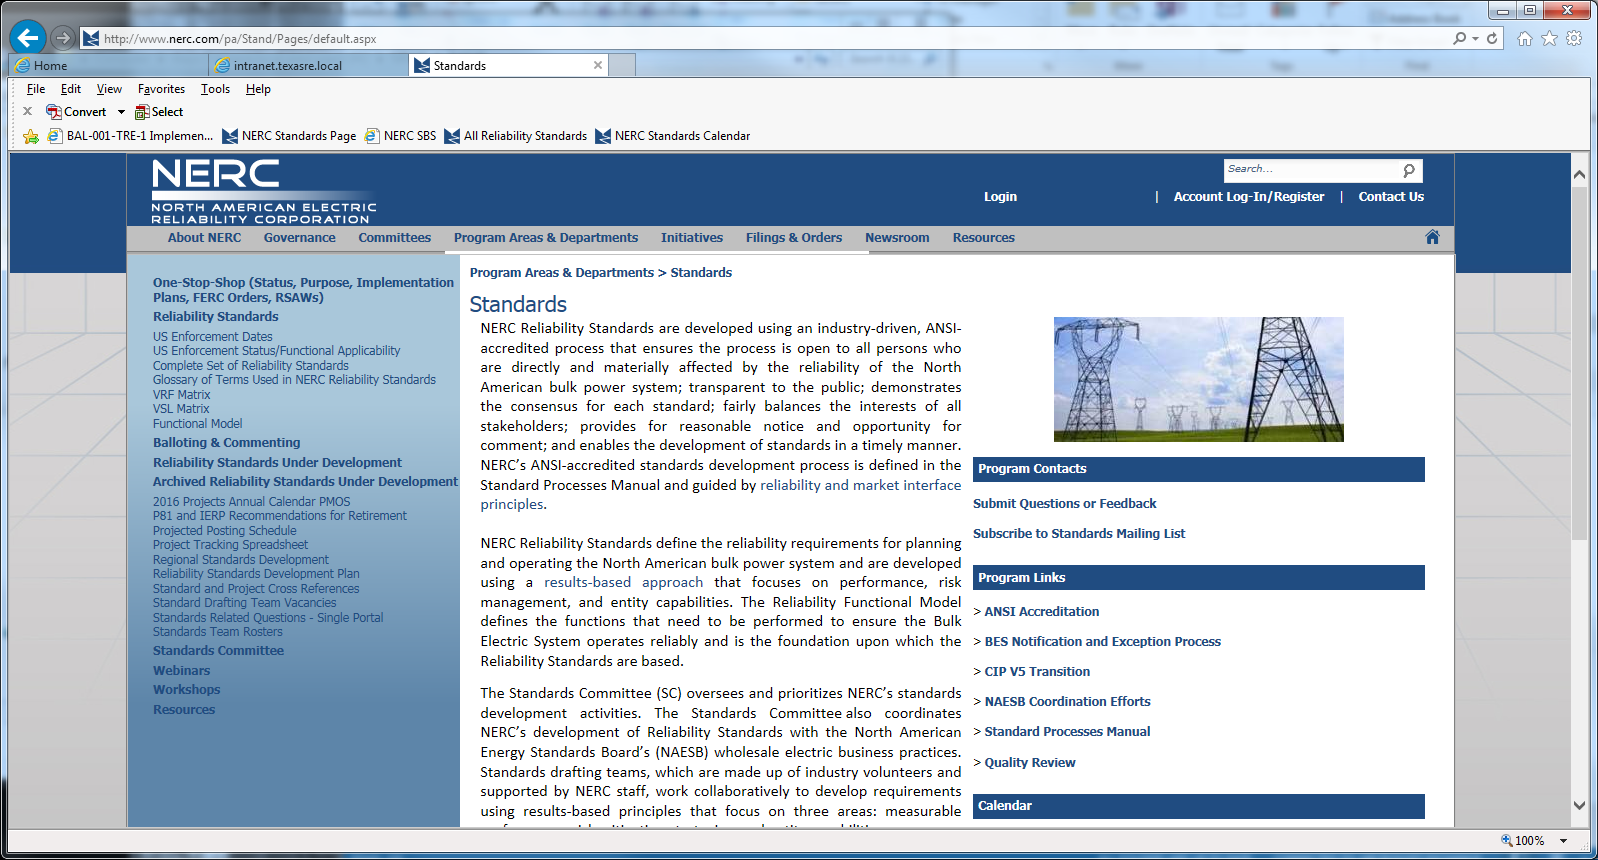 http://www.nerc.com/pa/Stand/Pages/default.aspx
Home
intranet.texasre.local
Standards
File Edit View Favorites Tools Help
Convert Select
BAL-001-TRE-1 Implemen... NERC Standards Page NERC SBS All Reliability Standards NERC Standards Calendar
NERC
NORTH AMERICAN ELECTRIC
RELIABILITY CORPORATION
Search...
Login | Account Log-In/Register | Contact Us
About NERC Governance Committees Program Areas & Departments Initiatives Filings & Orders Newsroom Resources
One-Stop-Shop (Status, Purpose, Implementation
Plans, FERC Orders, RSAWs)
Reliability Standards
US Enforcement Dates
US Enforcement Status/Functional Applicability
Complete Set of Reliability Standards
Glossary of Terms Used in NERC Reliability Standards
VRF Matrix
VSL Matrix
Functional Model
Balloting & Commenting
Reliability Standards Under Development
Archived Reliability Standards Under Development
2016 Projects Annual Calendar PMOS
P81 and IERP Recommendations for Retirement
Projected Posting Schedule
Project Tracking Spreadsheet
Regional Standards Development
Reliability Standards Development Plan
Standard and Project Cross References
Standard Drafting Team Vacancies
Standards Related Questions - Single Portal
Standards Team Rosters
Standards Committee
Webinars
Workshops
Resources
Program Areas & Departments > Standards
Standards
NERC Reliability Standards are developed using an industry-driven, ANSI-
accredited process that ensures the process is open to all persons who
are directly and materially affected by the reliability of the North
American bulk power system; transparent to the public; demonstrates
the consensus for each standard; fairly balances the interests of all
stakeholders; provides for reasonable notice and opportunity for
comment; and enables the development of standards in a timely manner.
NERC's ANSI-accredited standards development process is defined in the
Standard Processes Manual and guided by reliability and market interface
principles.
NERC Reliability Standards define the reliability requirements for planning
and operating the North American bulk power system and are developed
using a results-based approach that focuses on performance, risk
management, and entity capabilities. The Reliability Functional Model
defines the functions that need to be performed to ensure the Bulk
Electric System operates reliably and is the foundation upon which the
Reliability Standards are based.
The Standards Committee (SC) oversees and prioritizes NERC's standards
development activities. The Standards Committee also coordinates
NERC's development of Reliability Standards with the North American
Energy Standards Board's (NAESB) wholesale electric business practices.
Standards drafting teams, which are made up of industry volunteers and
supported by NERC staff, work collaboratively to develop requirements
using results-based principles that focus on three areas: measurable
Program Contacts
Submit Questions or Feedback
Subscribe to Standards Mailing List
Program Links
> ANSI Accreditation
> BES Notification and Exception Process
> CIP V5 Transition
> NAESB Coordination Efforts
> Standard Processes Manual
> Quality Review
Calendar
100%